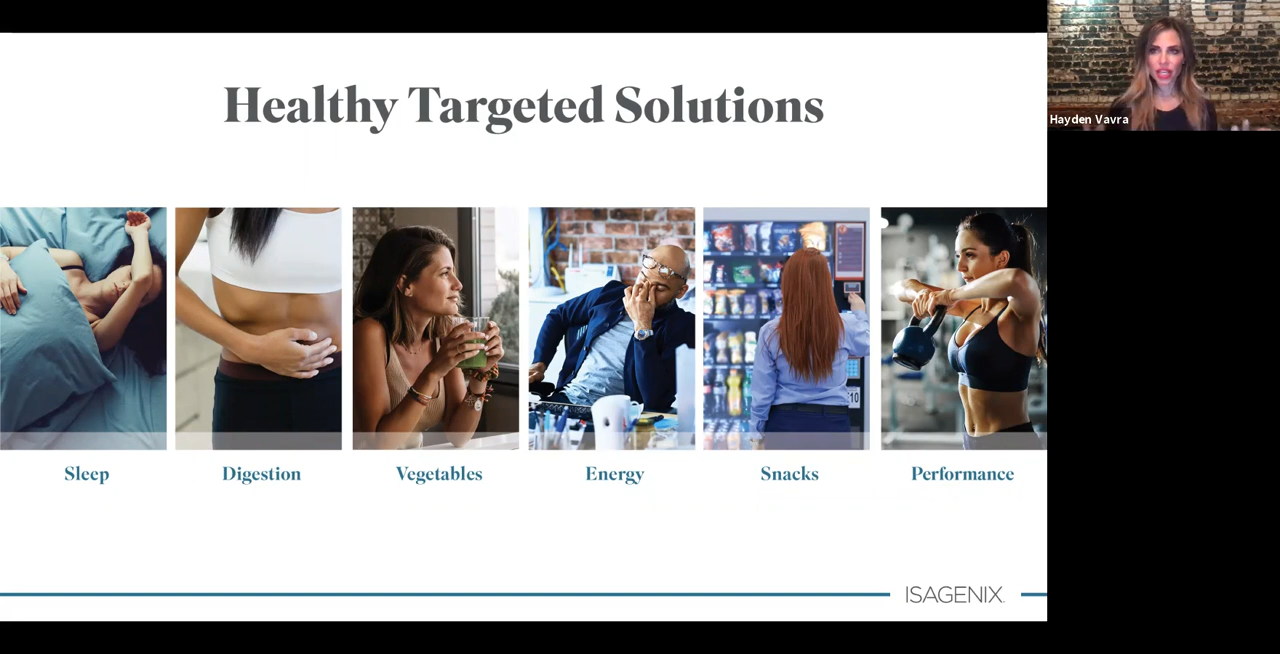 Healthy Targeted Solutions
Hayden Vavra
Sleep
Digestion
Vegetables
Energy
Snacks
Performance
ISAGENIX.